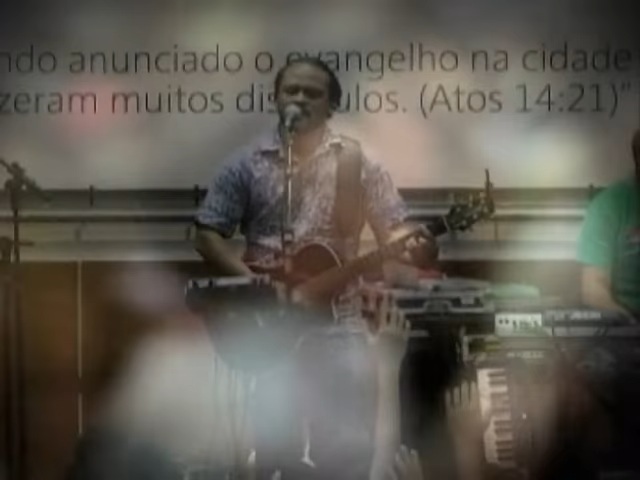 ndo anunciado o evangelho na cidade
zeram muitos discípulos. (Atos 14:21)"